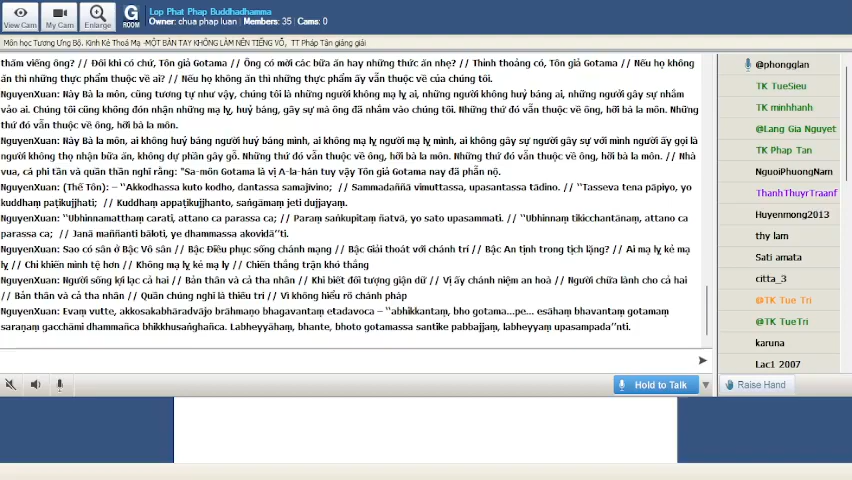 View Cam
My Cam
Enlarge
G
ROOM
Lop Phat Phap Buddhadhamma
Owner: chua phap luan | Members: 35 | Cams: 0
Môn học Tương Ưng Bộ. Kinh Kẻ Thoá Mạ -MỘT BÀN TAY KHÔNG LÀM NÊN TIẾNG VỖ, TT Pháp Tân giảng giải
thăm viếng ông? // Đôi khi có chứ, Tôn giả Gotama // Ông có mời các bữa ăn hay những thức ăn nhẹ? // Thỉnh thoảng có, Tôn giả Gotama // Nếu họ không
ăn thì những thực phẩm thuộc về ai? // Nếu họ không ăn thì những thực phẩm ấy vẫn thuộc về của chúng tôi.
NguyenXuan: Này Bà la môn, cũng tương tự như vậy, chúng tôi là những người không mạ lỵ ai, những người không huỷ báng ai, những người không gây sự nhắm
vào ai. Chúng tôi cũng không đón nhận những mạ lỵ, huỷ báng, gây sự mà ông đã nhắm vào chúng tôi. Những thứ đó vẫn thuộc về ông, hỡi bà la môn. Những
thứ đó vẫn thuộc về ông, hỡi bà la môn.
NguyenXuan: Này Bà la môn, ai không huỷ báng người huỷ báng mình, ai không mạ lỵ người mạ lỵ mình, ai không gây sự người gây sự với mình người ấy gọi là
người không thọ nhận bữa ăn, không dự phần gây gỗ. Những thứ đó vẫn thuộc về ông, hỡi bà la môn. Những thứ đó vẫn thuộc về ông, hỡi bà la môn. // Nhà
vua, cả phi tần và quần thần nghĩ rằng: "Sa-môn Gotama là vị A-la-hán tuy vậy Tôn giả Gotama nay đã phẫn nộ.
NguyenXuan: (Thế Tôn): – ‘‘Akkodhassa kuto kodho, dantassa samajīvino; // Sammadaññā vimuttassa, upasantassa tādino. // ‘‘Tasseva tena pāpiyo, yo
kuddhaṃ paṭikujjhati; // Kuddhaṃ appaṭikujjhanto, saṅgāmaṃ jeti dujjayaṃ.
NguyenXuan: ‘‘Ubhinnamatthaṃ carati, attano ca parassa ca; // Paraṃ saṅkupitaṃ ñatvā, yo sato upasammati. // ‘‘Ubhinnaṃ tikicchantānaṃ, attano ca
parassa ca; // Janā maññanti bāloti, ye dhammassa akovidā’’ti.
NguyenXuan: Sao có sân ở Bậc Vô sân // Bậc Điều phục sống chánh mạng // Bậc Giải thoát với chánh trí // Bậc An tịnh trong tịch lặng? // Ai mạ lỵ kẻ mạ
lỵ // Chỉ khiến mình tệ hơn // Không mạ lỵ kẻ mạ lỵ // Chiến thắng trận khó thắng
NguyenXuan: Người sống lợi lạc cả hai // Bản thân và cả tha nhân // Khi biết đối tượng giận dữ // Vị ấy chánh niệm an hoà // Người chữa lành cho cả hai
// Bản thân và cả tha nhân // Quần chúng nghĩ là thiểu trí // Vì không hiểu rõ chánh pháp
NguyenXuan: Evaṃ vutte, akkosakabhāradvājo brāhmaṇo bhagavantaṃ etadavoca – ‘‘abhikkantaṃ, bho gotama...pe... esāhaṃ bhavantaṃ gotamaṃ
saraṇaṃ gacchāmi dhammañca bhikkhusaṅghañca. Labheyyāhaṃ, bhante, bhoto gotamassa santike pabbajjaṃ, labheyyaṃ upasampada’’nti.
Hold to Talk
@phongglan
TK TueSieu
TK minhhanh
@Lang Gia Nguyet
TK Phap Tan
NguoiPhuongNam
ThanhThuyrTraanf
Huyenmong2013
thy lam
Sati amata
citta_3
@TK Tue Tri
@TK TueTri
karuna
Lac1 2007
Raise Hand